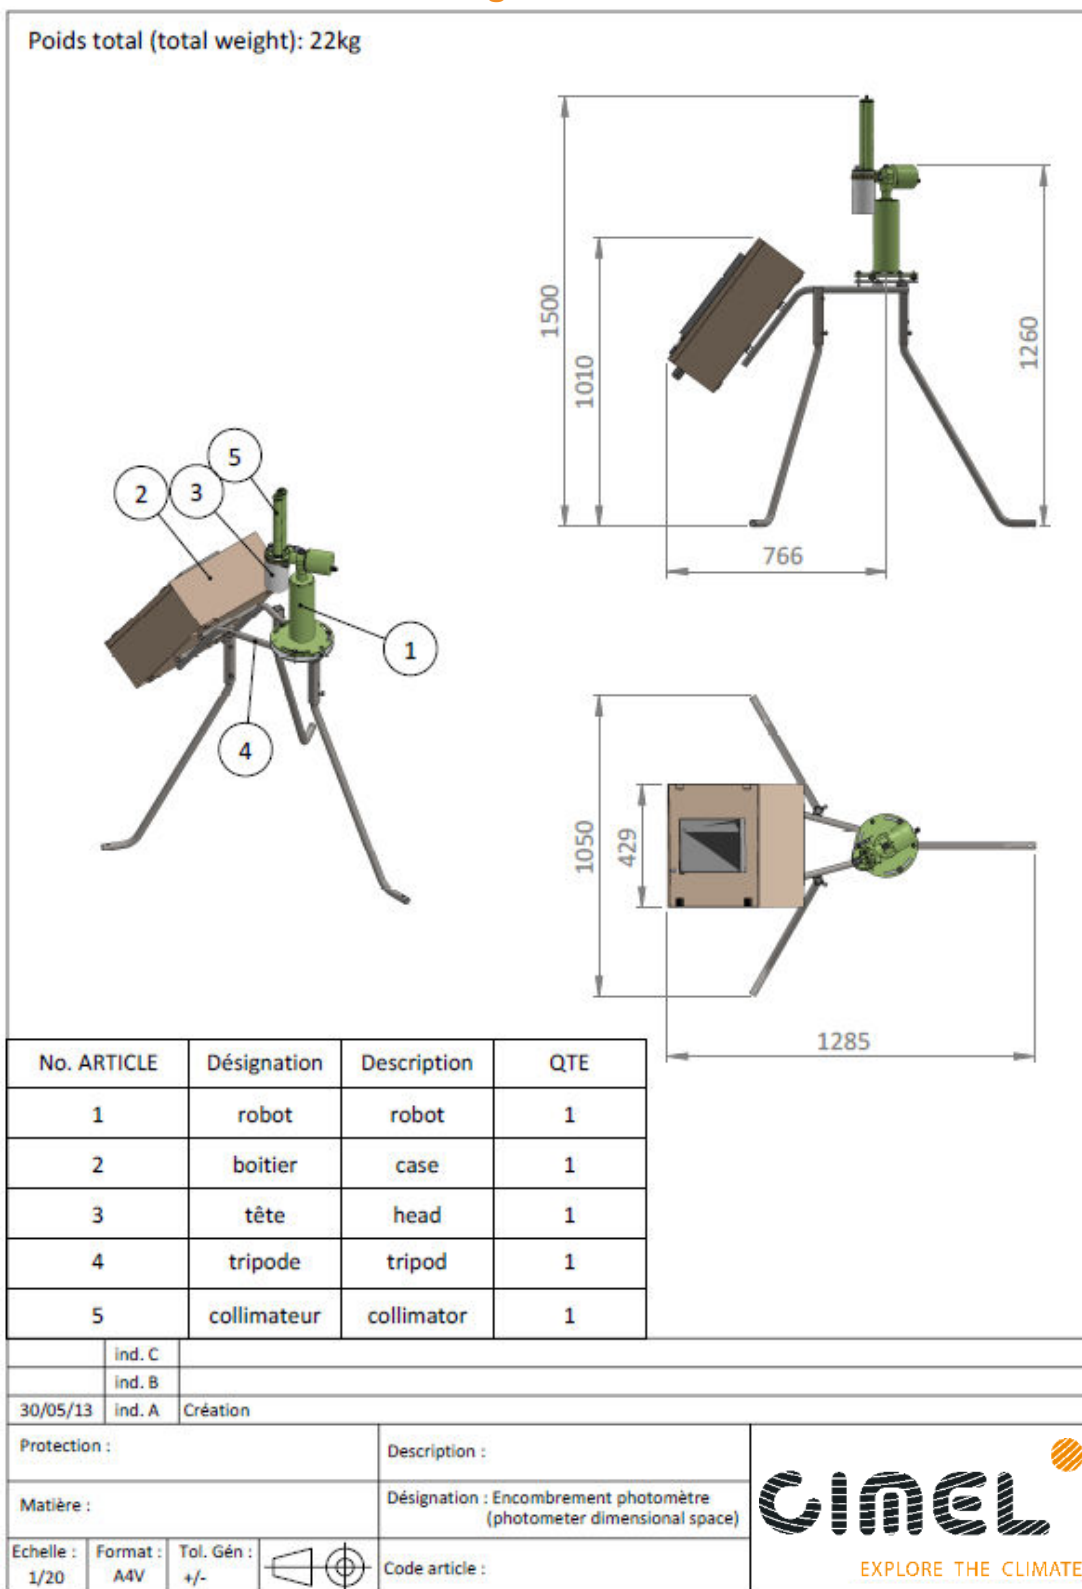 Poids total (total weight): 22kg
1500
1010
1260
766
5
2
3
1
4
1050
429
1285
No. ARTICLE Désignation Description QTE
1 robot robot 1
2 boitier case 1
3 tête head 1
4 tripode tripod 1
5 collimateur collimator 1
ind. C
ind. B
30/05/13 ind. A Création
Protection :
Description :
Matière :
Désignation : Encombrement photomètre
(photometer dimensional space)
Echelle :
1/20
Format :
A4V
Tol. Gén :
+/-
Code article :
CIMEL
EXPLORE THE CLIMATE